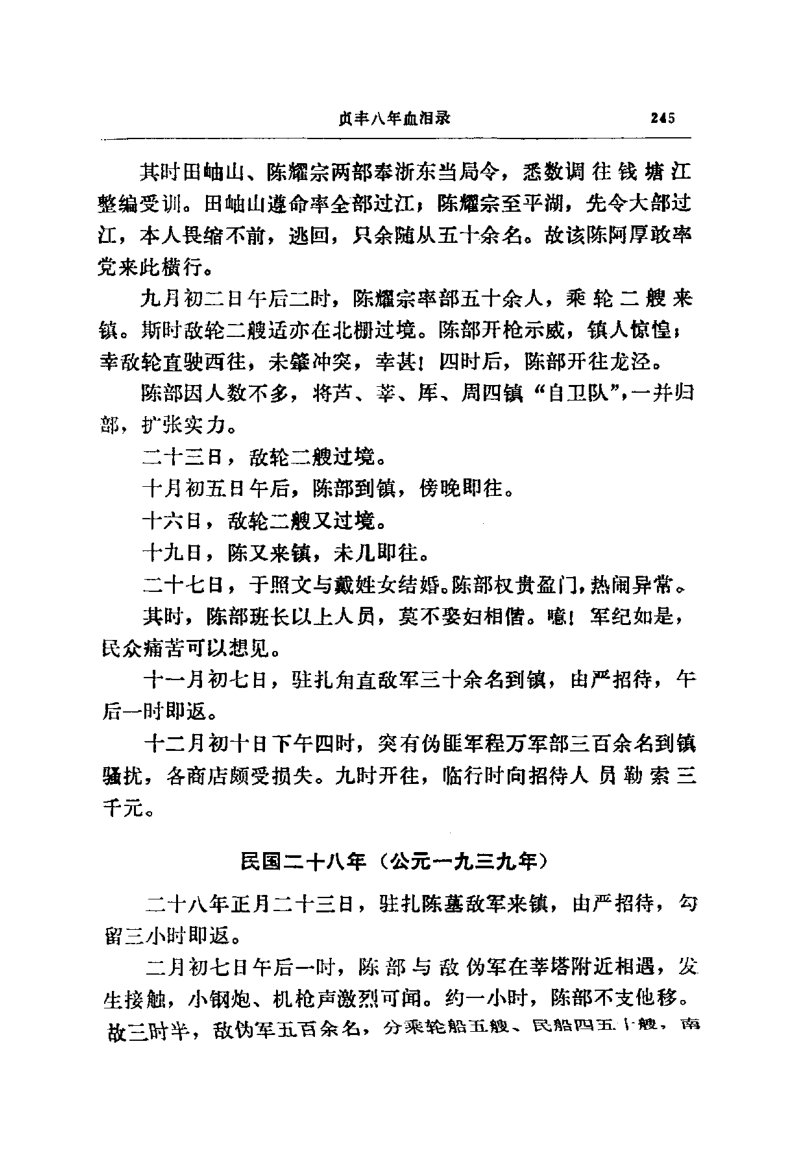 贞丰八年血泪录 245
其时田岫山、陈耀宗两部奉浙东当局令，悉数调往钱塘江
整编受训。田岫山遵命率全部过江；陈耀宗至平湖，先令大部过
江，本人畏缩不前，逃回，只余随从五十余名。故该陈阿厚敢率
党来此横行。
九月初二日午后二时，陈耀宗率部五十余人，乘轮二艘来
镇。斯时敌轮二艘适亦在北栅过境。陈部开枪示威，镇人惊惶；
幸敌轮直驶西往，未肇冲突，幸甚！四时后，陈部开往龙泾。
陈部因人数不多，将芦、莘、厍、周四镇“自卫队”，一并归
部，扩张实力。
二十三日，敌轮二艘过境。
十月初五日午后，陈部到镇，傍晚即往。
十六日，敌轮二艘又过境。
十九日，陈又来镇，未几即往。
二十七日，于照文与戴姓女结婚。陈部权贵盈门，热闹异常。
其时，陈部班长以上人员，莫不娶妇相偕。噫！军纪如是，
民众痛苦可以想见。
十一月初七日，驻扎角直敌军三十余名到镇，由严招待，午
后一时即返。
十二月初十日下午四时，突有伪匪军程万军部三百余名到镇
骚扰，各商店颇受损失。九时开往，临行时向招待人员勒索三
千元。
民国二十八年（公元一九三九年）
二十八年正月二十三日，驻扎陈墓敌军来镇，由严招待，勾
留三小时即返。
二月初七日午后一时，陈部与敌伪军在莘塔附近相遇，发
生接触，小钢炮、机枪声激烈可闻。约一小时，陈部不支他移。
故三时半，敌伪军五百余名，分乘轮船五艘、民船四五十艘，南